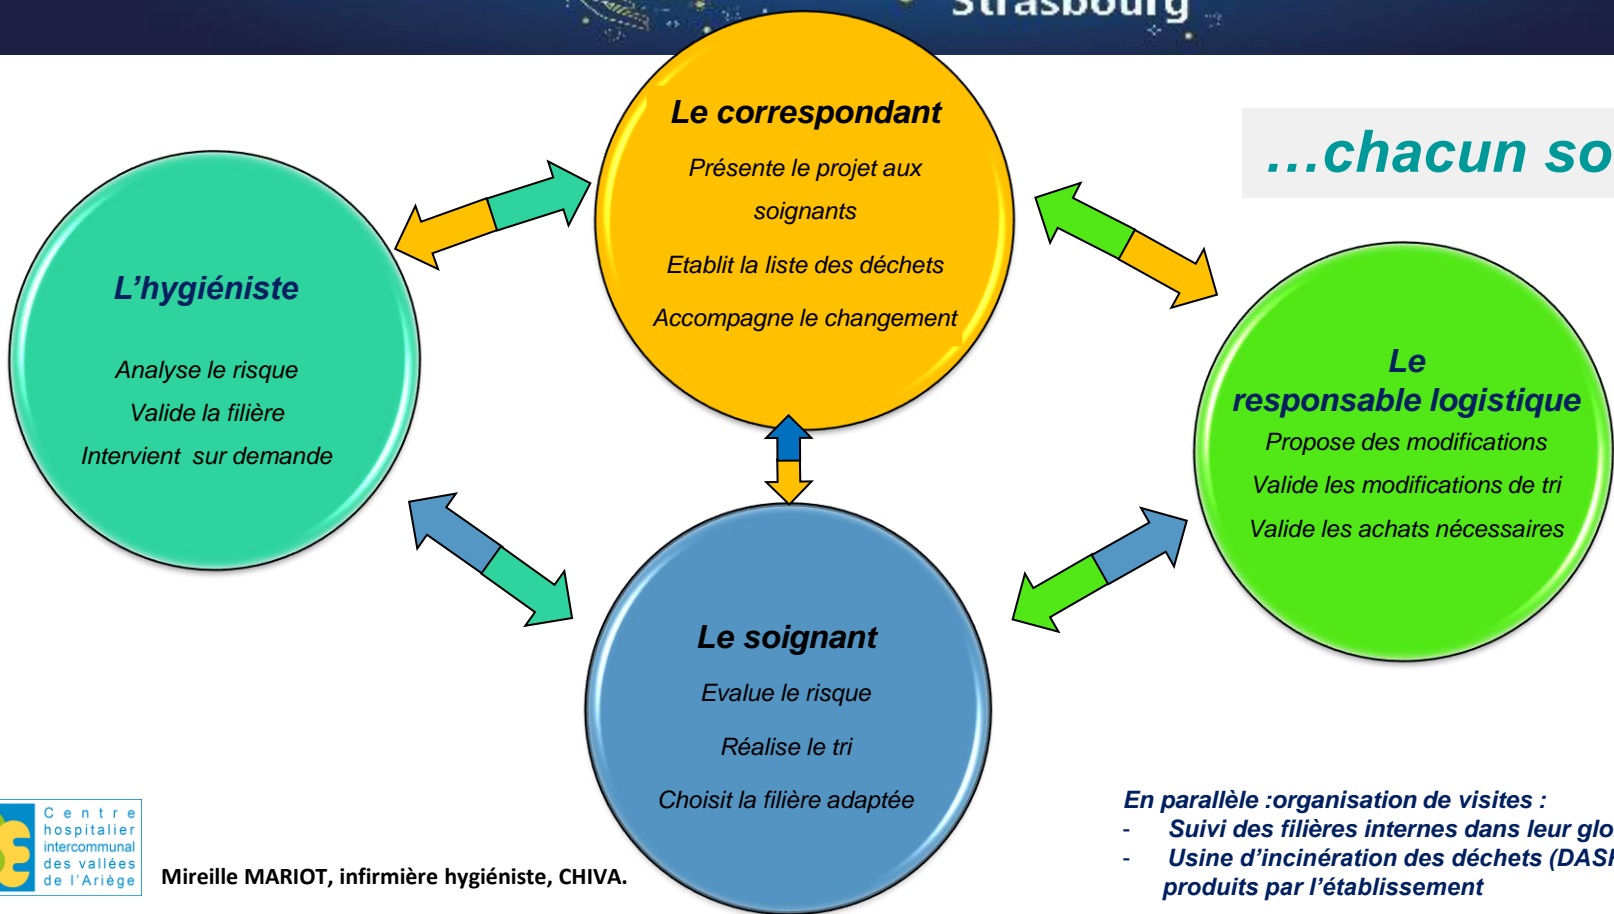 Strasbourg
Le correspondant
Présente le projet aux
soignants
Etablit la liste des déchets
Accompagne le changement
...chacun so
L’hygiéniste
Analyse le risque
Valide la filière
Intervient sur demande
Le
responsable logistique
Propose des modifications
Valide les modifications de tri
Valide les achats nécessaires
Le soignant
Evalue le risque
Réalise le tri
Choisit la filière adaptée
En parallèle :organisation de visites :
- Suivi des filières internes dans leur glo
- Usine d’incinération des déchets (DASR
produits par l’établissement
Centre
hospitalier
intercommunal
des vallées
de l'Ariège
Mireille MARIOT, infirmière hygiéniste, CHIVA.